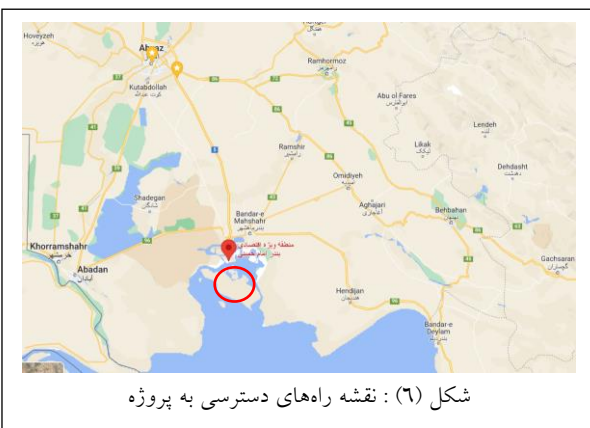 Hoveyzeh
هویزه
Ahvaz
Kutabdollah
کوت عبدالله
Ramhormoz
رامهرمز
Abu ol Fares
ابوالفارس
Lendeh
لنده
Likak
لیکک
Dehdasht
دهدشت
Ramshir
رامشیر
Omidiyeh
امیدیه
Shadegan
شادگان
Aghajari
آغاجاری
Behbahan
بهبهان
Bandar-e
Mahshahr
بندر ماهشهر
Khorramshahr
خرمشهر
Abadan
آبادان
منطقه ویژه اقتصادی
بندر امام خمینی
Gachsaran
گچساران
Hendijan
هندیجان
Bandar-e
Deylam
شکل (٦) : نقشه راه‌های دسترسی به پروژه